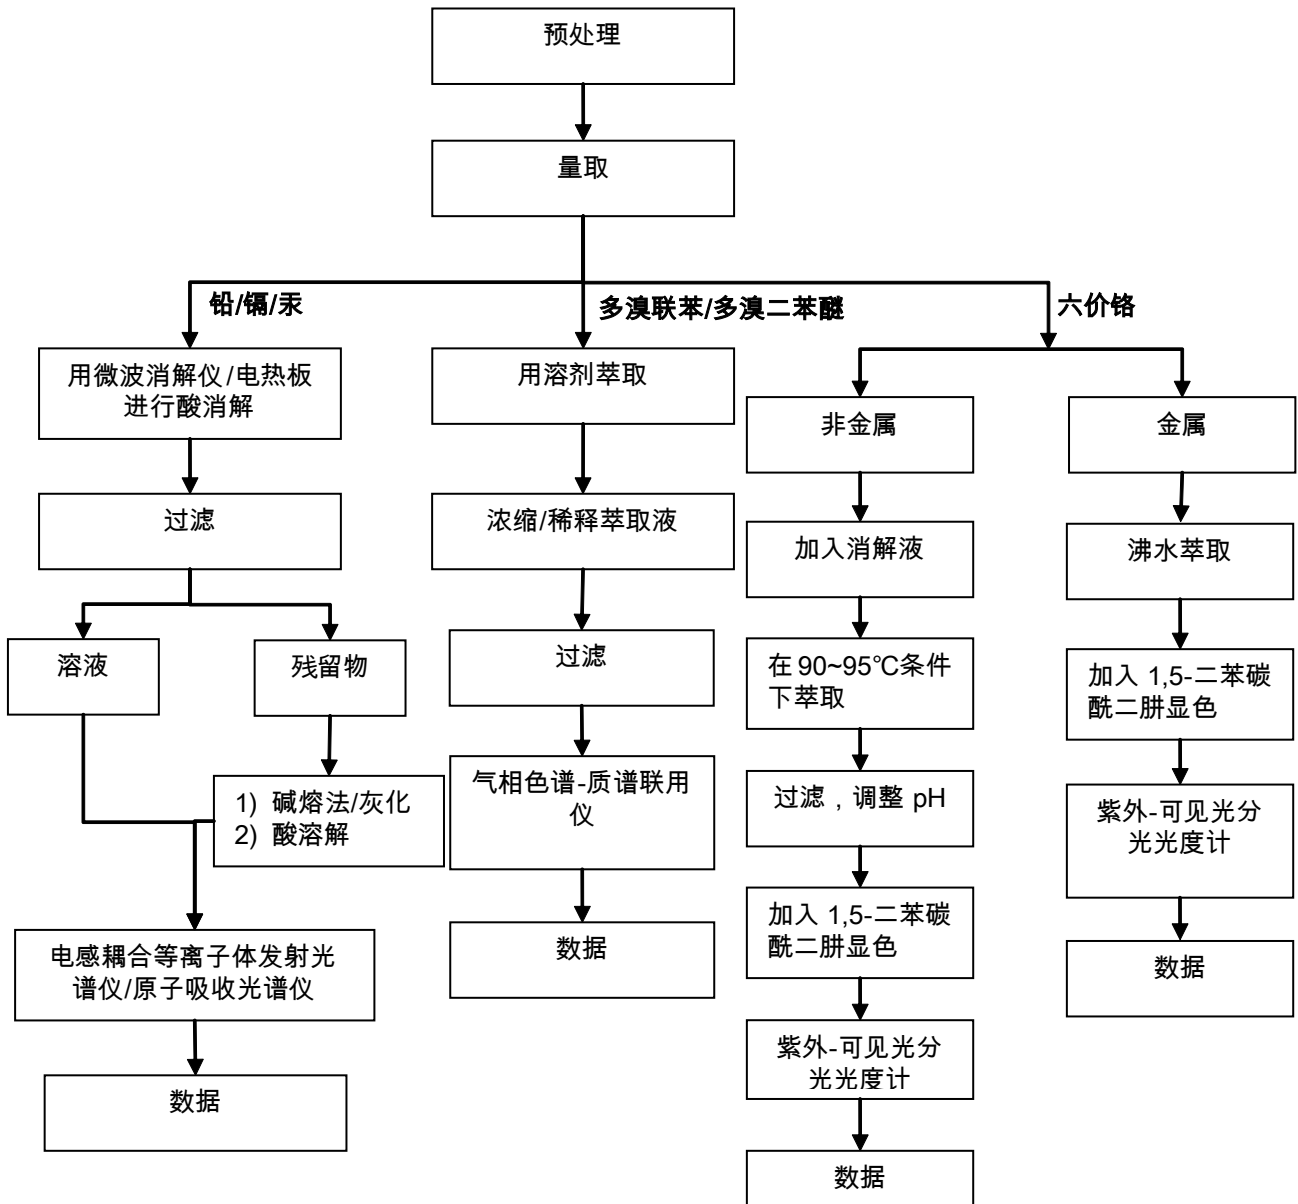 预处理
量取
铅/镉/汞
多溴联苯/多溴二苯醚
六价铬
用微波消解仪/电热板
进行酸消解
过滤
溶液
残留物
1) 碱熔法/灰化
2) 酸溶解
电感耦合等离子体发射光
谱仪/原子吸收光谱仪
数据
用溶剂萃取
浓缩/稀释萃取液
过滤
气相色谱-质谱联用
仪
数据
非金属
加入消解液
在 90~95℃条件
下萃取
过滤，调整 pH
加入 1,5-二苯碳
酰二肼显色
紫外-可见光分
光光度计
数据
金属
沸水萃取
加入 1,5-二苯碳
酰二肼显色
紫外-可见光分
光光度计
数据